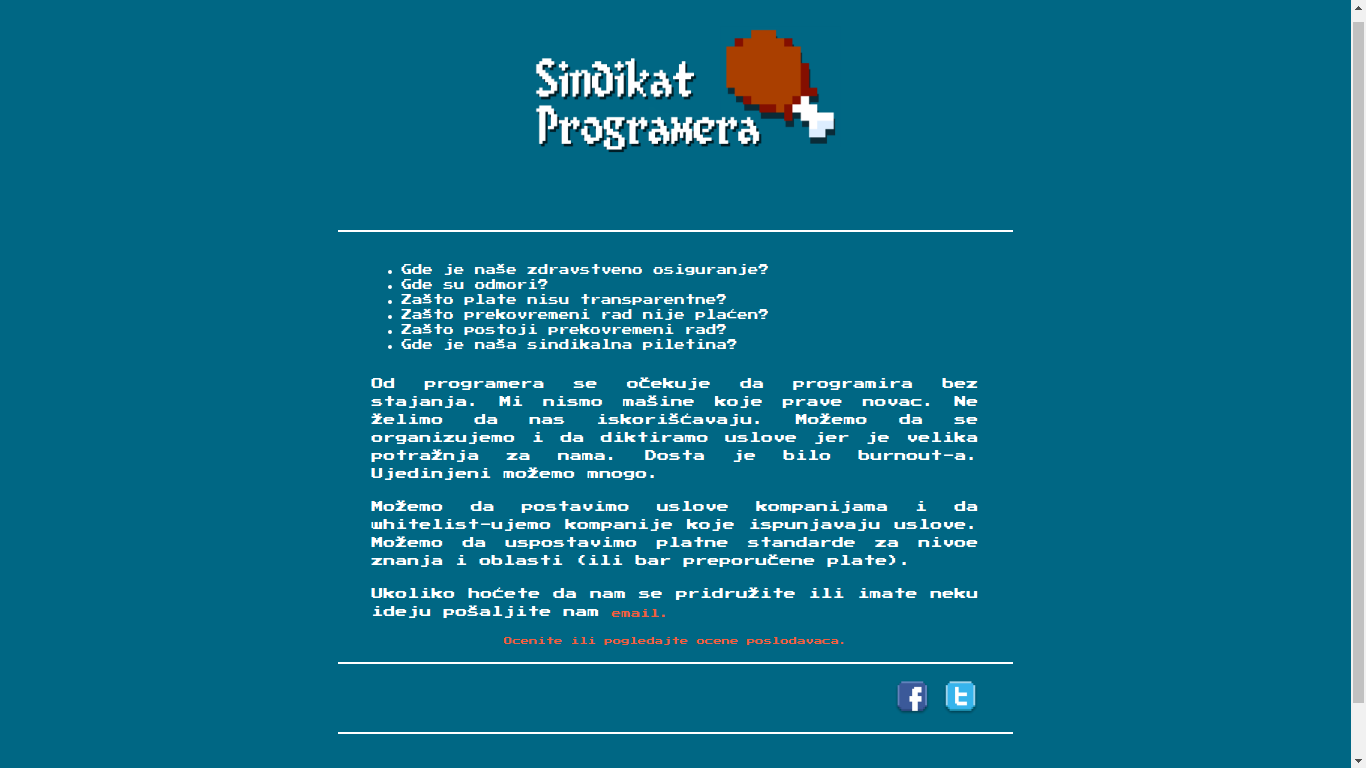 Sindikat
Programera
Gde je naše zdravstveno osiguranje?
Gde su odmori?
Zašto plate nisu transparentne?
Zašto prekovremeni rad nije plaćen?
Zašto postoji prekovremeni rad?
Gde je naša sindikalna piletina?
Od programera se očekuje da programira bez
stajanja. Mi nismo mašine koje prave novac. Ne
želimo da nas iskorišćavaju. Možemo da se
organizujemo i da diktiramo uslove jer je velika
potražnja za nama. Dosta je bilo burnout-a.
Ujedinjeni možemo mnogo.
Možemo da postavimo uslove kompanijama i da
whitelist-ujemo kompanije koje ispunjavaju uslove.
Možemo da uspostavimo platne standarde za nivoe
znanja i oblasti (ili bar preporučene plate).
Ukoliko hoćete da nam se pridružite ili imate neku
ideju pošaljite nam email.
Ocenite ili pogledajte ocene poslodavaca.